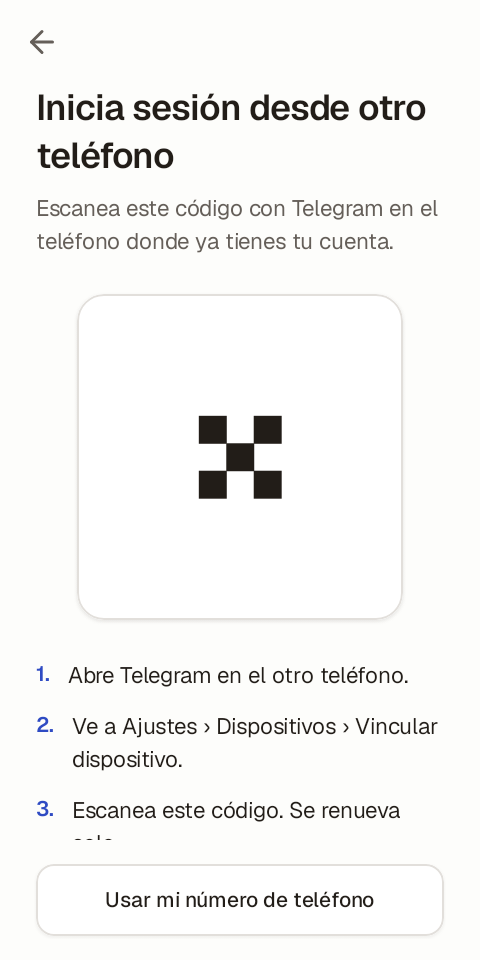 Inicia sesión desde otro
teléfono
Escanea este código con Telegram en el
teléfono donde ya tienes tu cuenta.
1. Abre Telegram en el otro teléfono.
2. Ve a Ajustes › Dispositivos › Vincular
dispositivo.
3. Escanea este código. Se renueva
Usar mi número de teléfono